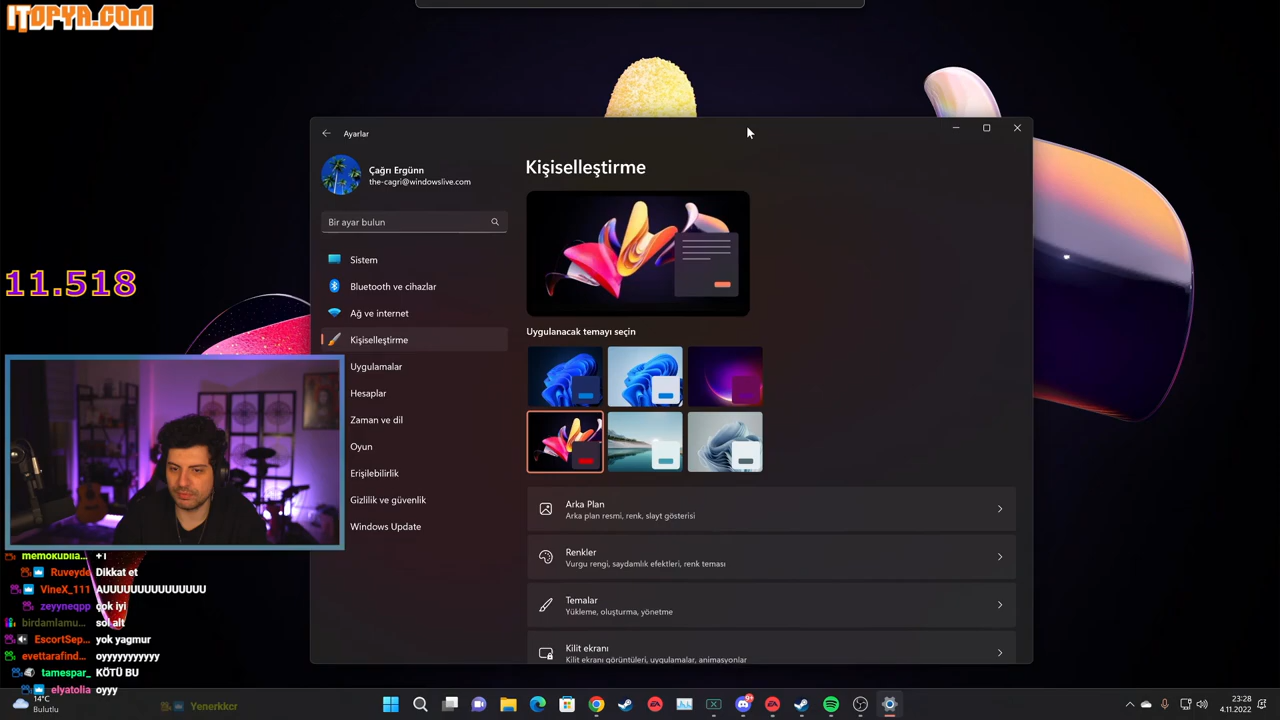 ITOPYA.COM
Ayarlar
Çağrı Ergünn
the-cagri@windowslive.com
Bir ayar bulun
Sistem
Bluetooth ve cihazlar
Ağ ve internet
Kişiselleştirme
Uygulamalar
Hesaplar
Zaman ve dil
Oyun
Erişilebilirlik
Gizlilik ve güvenlik
Windows Update
Kişiselleştirme
Uygulanacak temayı seçin
Arka Plan
Arka plan resmi, renk, slayt gösterisi
Renkler
Vurgu rengi, saydamlık efektleri, renk teması
Temalar
Yükleme, oluşturma, yönetme
Kilit ekranı
Kilit ekranı görüntüleri, uygulamalar, animasyonlar
11.518
memokubila... +1
Ruveyde Dikkat et
VineX_111 AUUUUUUUUUUUUUUU
zeyyneqpp çok iyi
birdamlamu... sol alt
EscortSep... yok yagmur
evettarafind... oyyyyyyyyyy
tamespar_ KÖTÜ BU
elyatolia oyyy
Yenerkkcr
14°C
Bulutlu
9+
23:28
4.11.2022